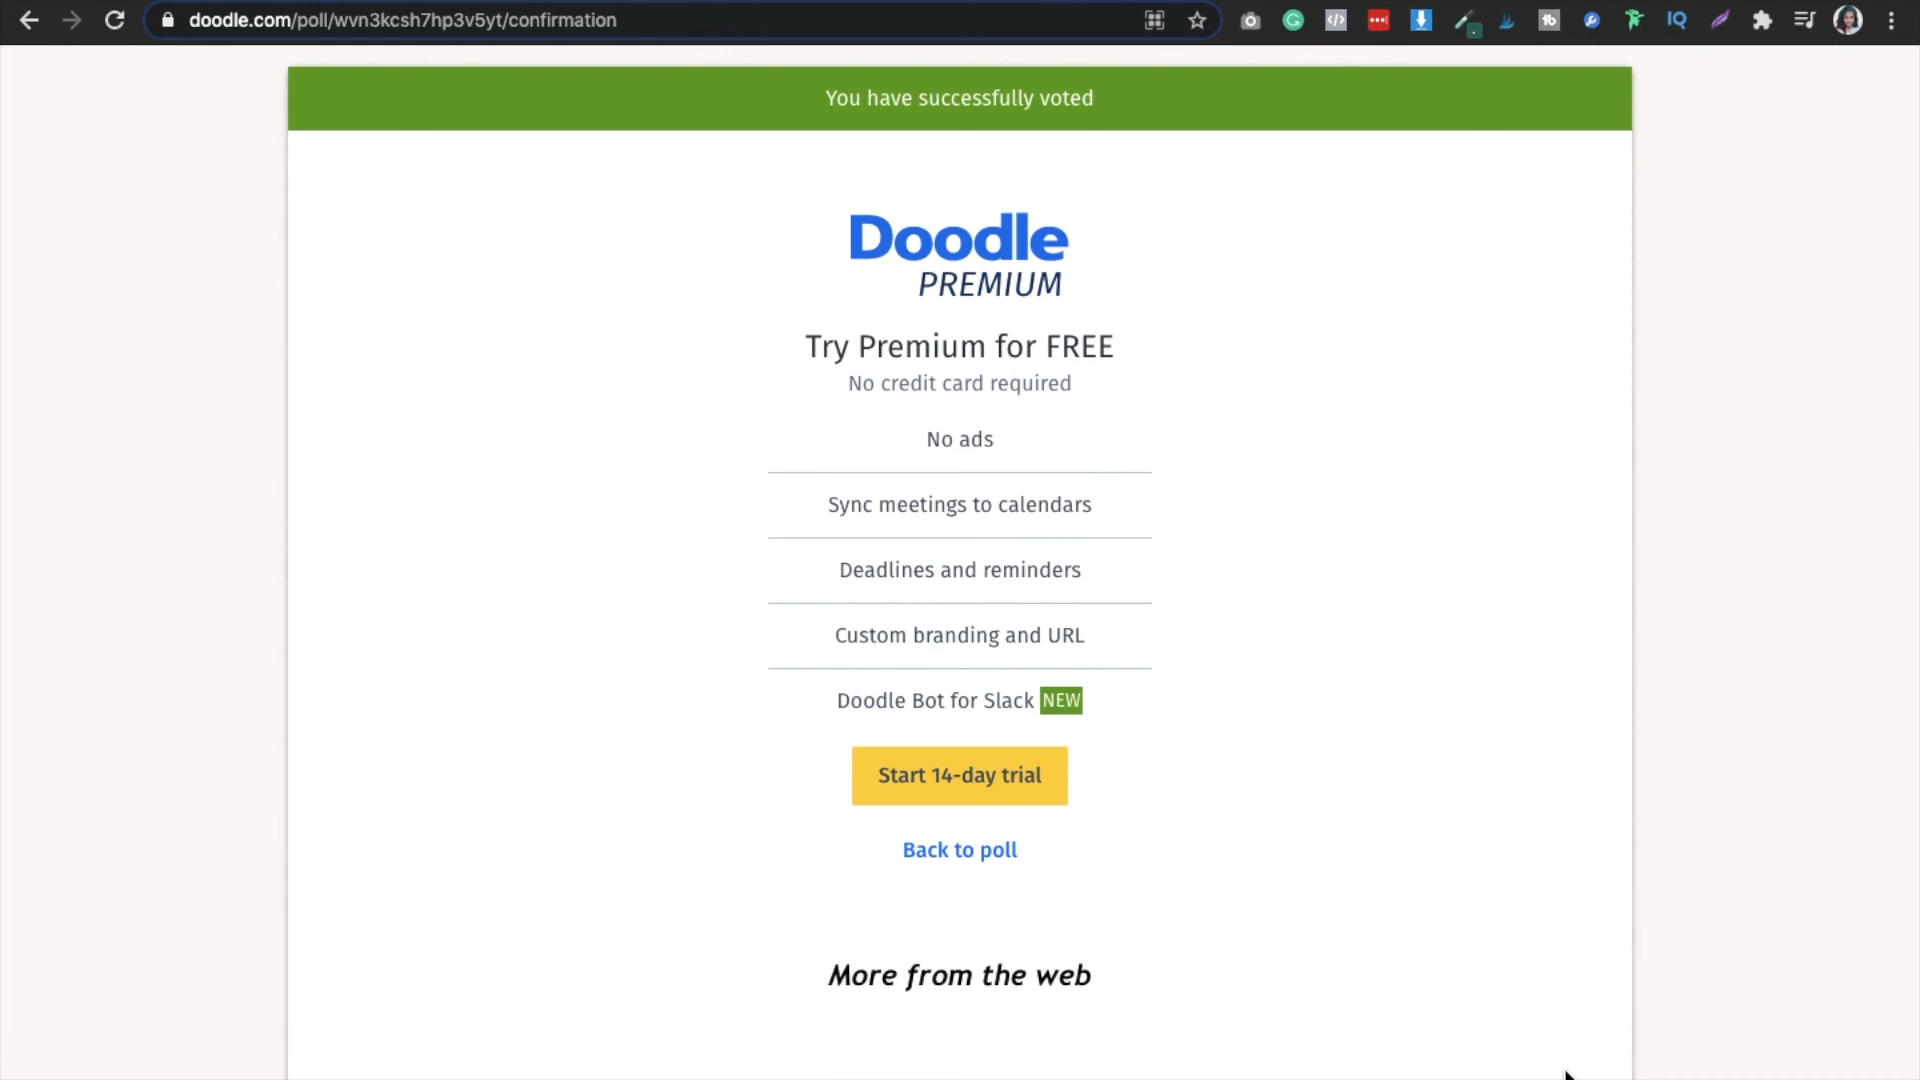 doodle.com/poll/wvn3kcsh7hp3v5yt/confirmation
You have successfully voted
Doodle
PREMIUM
Try Premium for FREE
No credit card required
No ads
Sync meetings to calendars
Deadlines and reminders
Custom branding and URL
Doodle Bot for Slack NEW
Start 14-day trial
Back to poll
More from the web